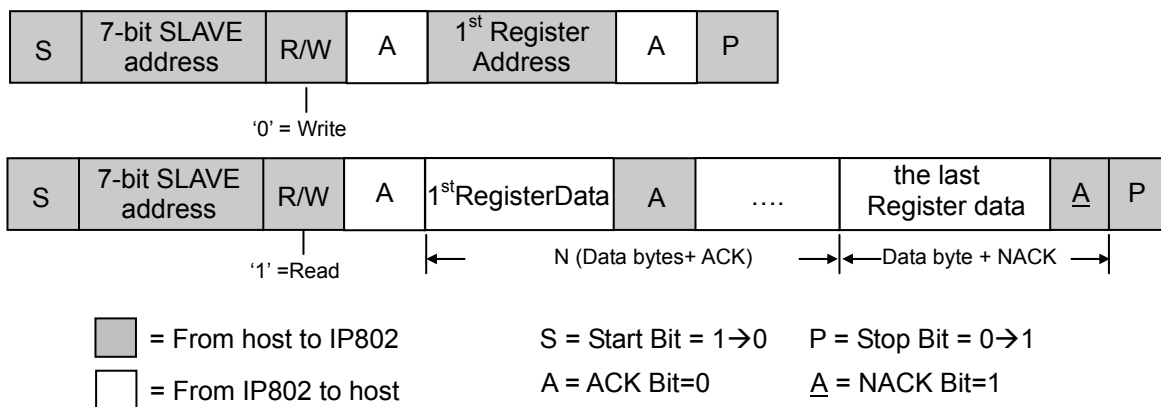 S 7-bit SLAVE address R/W A 1st Register Address A P
'0' = Write
S 7-bit SLAVE address R/W A 1stRegisterData A .... the last Register data A P
'1' =Read
N (Data bytes+ ACK) Data byte + NACK
= From host to IP802 S = Start Bit = 1→0 P = Stop Bit = 0→1
= From IP802 to host A = ACK Bit=0 A = NACK Bit=1